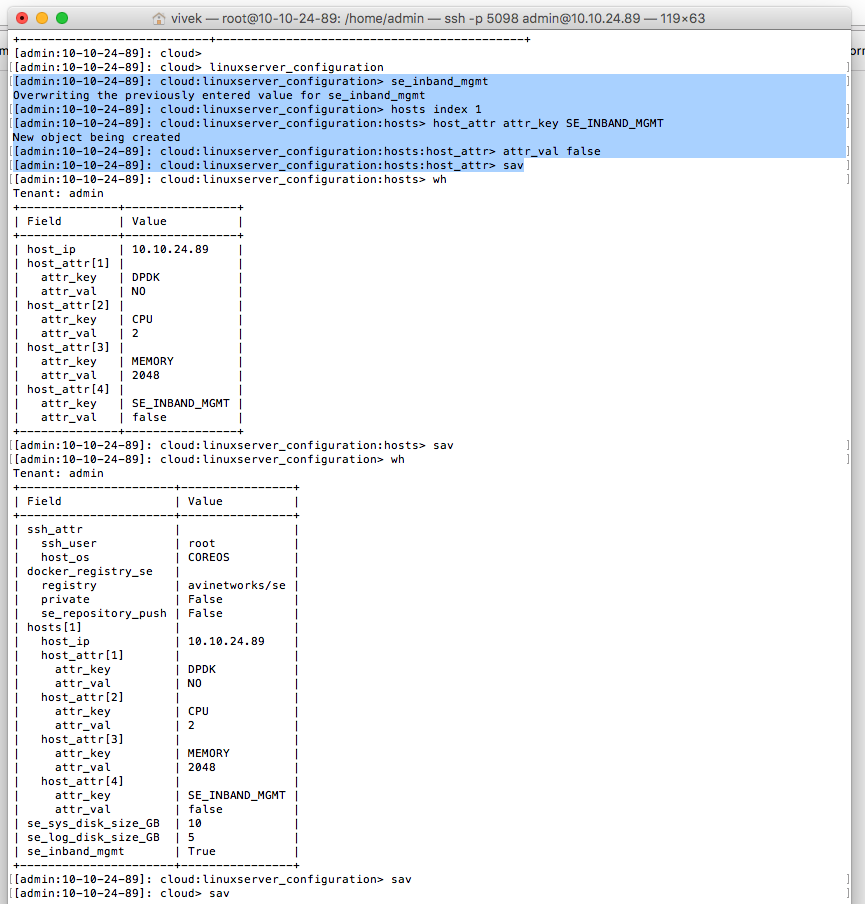 vivek — root@10-10-24-89: /home/admin — ssh -p 5098 admin@10.10.24.89 — 119×63
+---------------------------+--------------------------------------------+
[admin:10-10-24-89]: cloud>
[[admin:10-10-24-89]: cloud> linuxserver_configuration ]
[[admin:10-10-24-89]: cloud:linuxserver_configuration> se_inband_mgmt ]
Overwriting the previously entered value for se_inband_mgmt
[[admin:10-10-24-89]: cloud:linuxserver_configuration> hosts index 1 ]
[[admin:10-10-24-89]: cloud:linuxserver_configuration:hosts> host_attr attr_key SE_INBAND_MGMT ]
New object being created
[[admin:10-10-24-89]: cloud:linuxserver_configuration:hosts:host_attr> attr_val false ]
[[admin:10-10-24-89]: cloud:linuxserver_configuration:hosts:host_attr> sav ]
[[admin:10-10-24-89]: cloud:linuxserver_configuration:hosts> wh ]
Tenant: admin
+--------------+----------------+
| Field        | Value          |
+--------------+----------------+
| host_ip      | 10.10.24.89    |
| host_attr[1] |                |
|   attr_key   | DPDK           |
|   attr_val   | NO             |
| host_attr[2] |                |
|   attr_key   | CPU            |
|   attr_val   | 2              |
| host_attr[3] |                |
|   attr_key   | MEMORY         |
|   attr_val   | 2048           |
| host_attr[4] |                |
|   attr_key   | SE_INBAND_MGMT |
|   attr_val   | false          |
+--------------+----------------+
[[admin:10-10-24-89]: cloud:linuxserver_configuration:hosts> sav ]
[[admin:10-10-24-89]: cloud:linuxserver_configuration> wh ]
Tenant: admin
+----------------------+----------------+
| Field                | Value          |
+----------------------+----------------+
| ssh_attr             |                |
|   ssh_user           | root           |
|   host_os            | COREOS         |
| docker_registry_se   |                |
|   registry           | avinetworks/se |
|   private            | False          |
|   se_repository_push | False          |
| hosts[1]             |                |
|   host_ip            | 10.10.24.89    |
|   host_attr[1]       |                |
|     attr_key         | DPDK           |
|     attr_val         | NO             |
|   host_attr[2]       |                |
|     attr_key         | CPU            |
|     attr_val         | 2              |
|   host_attr[3]       |                |
|     attr_key         | MEMORY         |
|     attr_val         | 2048           |
|   host_attr[4]       |                |
|     attr_key         | SE_INBAND_MGMT |
|     attr_val         | false          |
| se_sys_disk_size_GB  | 10             |
| se_log_disk_size_GB  | 5              |
| se_inband_mgmt       | True           |
+----------------------+----------------+
[[admin:10-10-24-89]: cloud:linuxserver_configuration> sav ]
[[admin:10-10-24-89]: cloud> sav ]